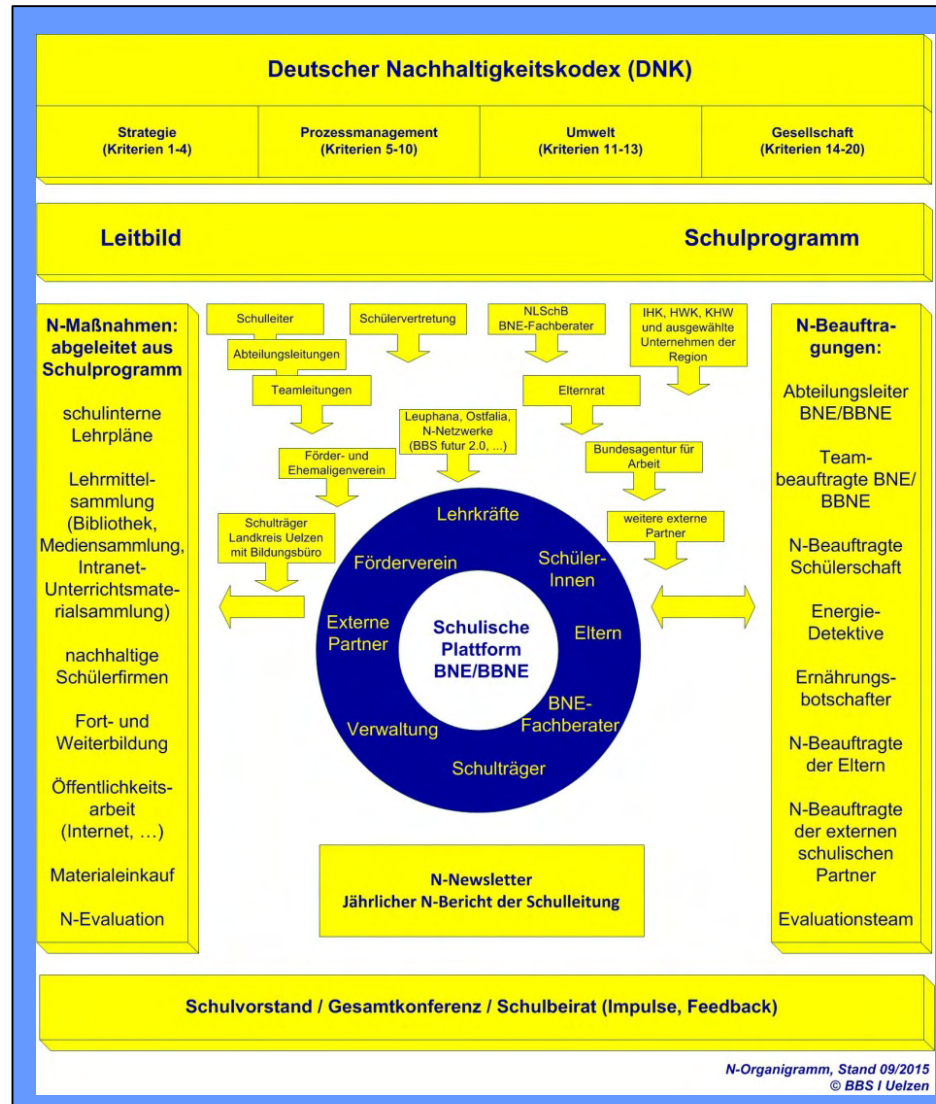 Deutscher Nachhaltigkeitskodex (DNK)
Strategie
(Kriterien 1-4)
Prozessmanagement
(Kriterien 5-10)
Umwelt
(Kriterien 11-13)
Gesellschaft
(Kriterien 14-20)
Leitbild
Schulprogramm
N-Maßnahmen:
abgeleitet aus
Schulprogramm
schulinterne
Lehrpläne
Lehrmittel-
sammlung
(Bibliothek,
Mediensammlung,
Intranet-
Unterrichtsmate-
rialsammlung)
nachhaltige
Schülerfirmen
Fort- und
Weiterbildung
Öffentlichkeits-
arbeit
(Internet, ...)
Materialeinkauf
N-Evaluation
Schulleiter
Abteilungsleitungen
Teamleitungen
Schülervertretung
NLSchB
BNE-Fachberater
IHK, HWK, KHW
und ausgewählte
Unternehmen der
Region
Elternrat
Leuphana, Ostfalia,
N-Netzwerke
(BBS futur 2.0, ...)
Förder- und
Ehemaligenverein
Bundesagentur für
Arbeit
Schulträger
Landkreis Uelzen
mit Bildungsbüro
weitere externe
Partner
Lehrkräfte
Schüler-
Innen
Eltern
BNE-
Fachberater
Schulträger
Verwaltung
Externe
Partner
Förderverein
Schulische
Plattform
BNE/BBNE
N-Newsletter
Jährlicher N-Bericht der Schulleitung
N-Beauftra-
gungen:
Abteilungsleiter
BNE/BBNE
Team-
beauftragte BNE/
BBNE
N-Beauftragte
Schülerschaft
Energie-
Detektive
Ernährungs-
botschafter
N-Beauftragte
der Eltern
N-Beauftragte
der externen
schulischen
Partner
Evaluationsteam
Schulvorstand / Gesamtkonferenz / Schulbeirat (Impulse, Feedback)
N-Organigramm, Stand 09/2015
© BBS I Uelzen